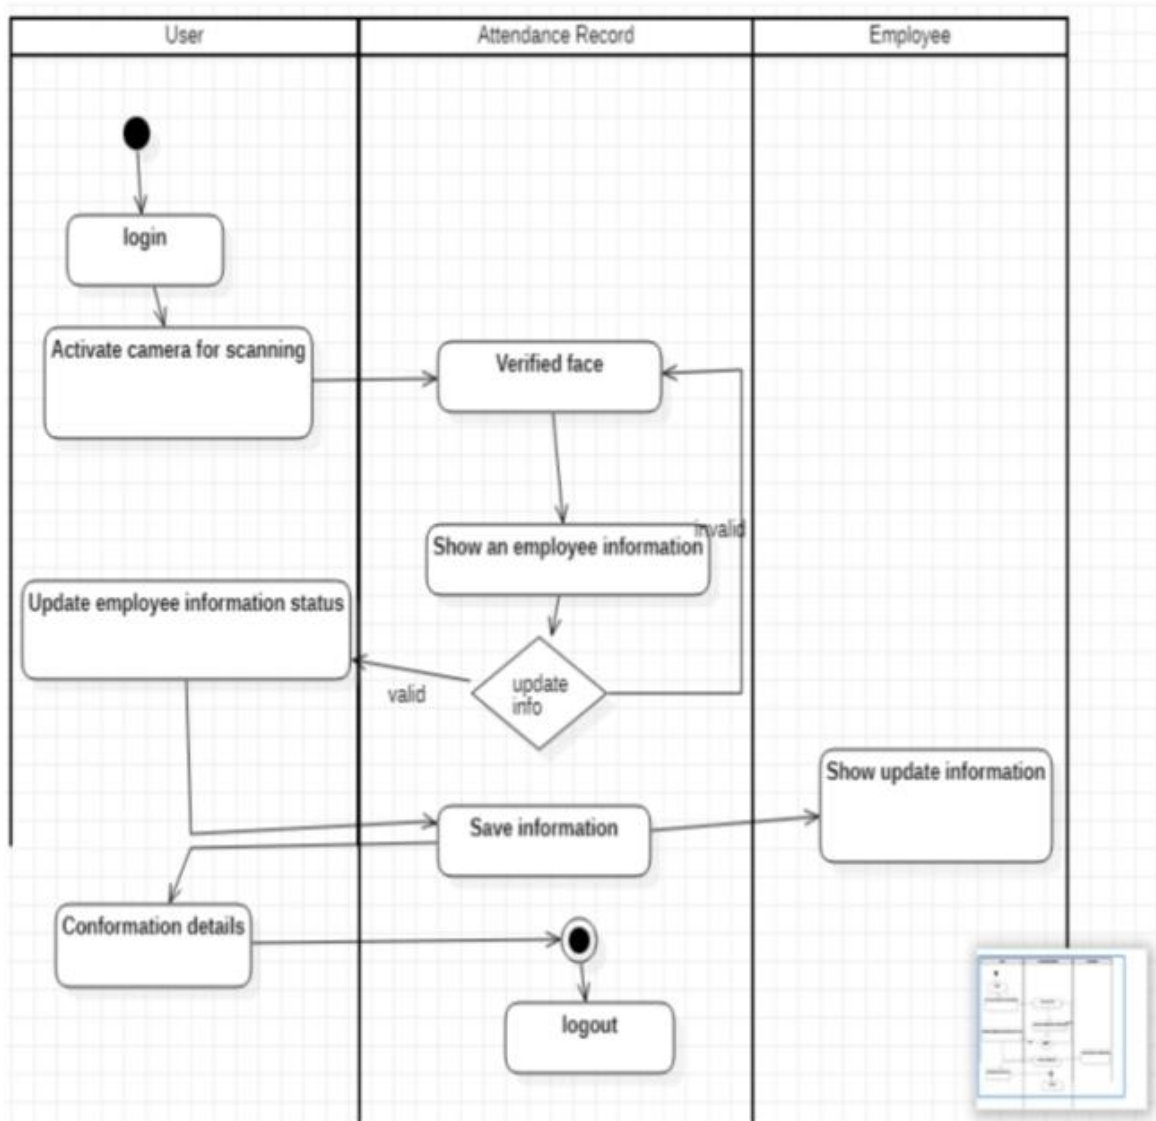 User
Attendance Record
Employee
login
Activate camera for scanning
Verified face
invalid
Show an employee information
Update employee information status
update
info
valid
Show update information
Save information
Conformation details
logout